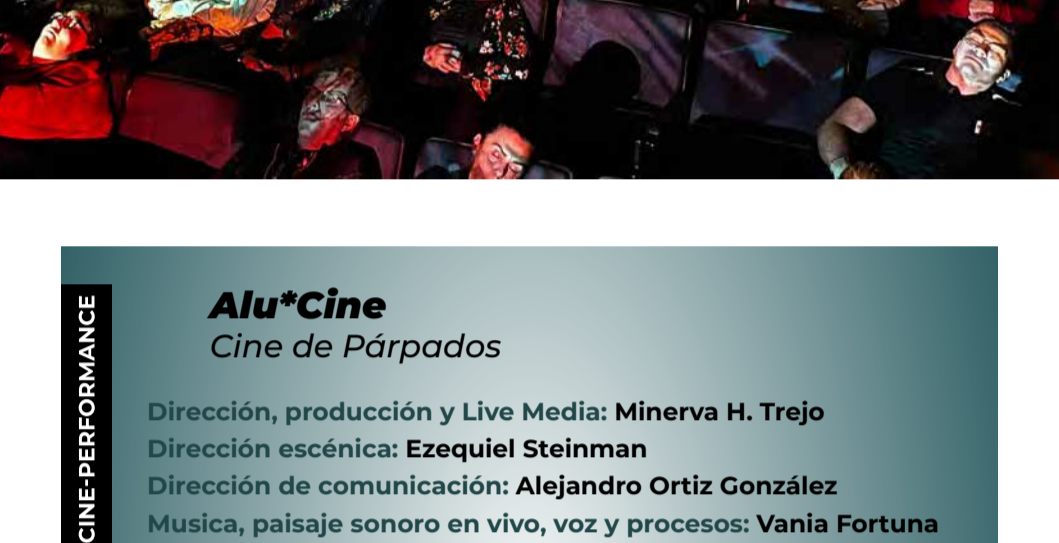 CINE-PERFORMANCE
Alu*Cine
Cine de Párpados
Dirección, producción y Live Media: Minerva H. Trejo
Dirección escénica: Ezequiel Steinman
Dirección de comunicación: Alejandro Ortiz González
Musica, paisaje sonoro en vivo, voz y procesos: Vania Fortuna